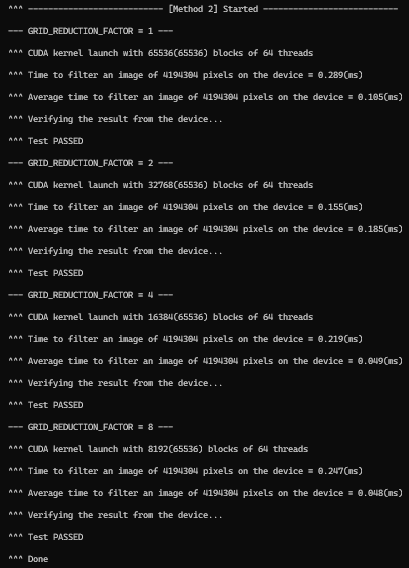 ^^^ --------------------------- [Method 2] Started ---------------------------
--- GRID_REDUCTION_FACTOR = 1 ---
^^^ CUDA kernel launch with 65536(65536) blocks of 64 threads
^^^ Time to filter an image of 4194304 pixels on the device = 0.289(ms)
^^^ Average time to filter an image of 4194304 pixels on the device = 0.105(ms)
^^^ Verifying the result from the device...
^^^ Test PASSED
--- GRID_REDUCTION_FACTOR = 2 ---
^^^ CUDA kernel launch with 32768(65536) blocks of 64 threads
^^^ Time to filter an image of 4194304 pixels on the device = 0.155(ms)
^^^ Average time to filter an image of 4194304 pixels on the device = 0.185(ms)
^^^ Verifying the result from the device...
^^^ Test PASSED
--- GRID_REDUCTION_FACTOR = 4 ---
^^^ CUDA kernel launch with 16384(65536) blocks of 64 threads
^^^ Time to filter an image of 4194304 pixels on the device = 0.219(ms)
^^^ Average time to filter an image of 4194304 pixels on the device = 0.049(ms)
^^^ Verifying the result from the device...
^^^ Test PASSED
--- GRID_REDUCTION_FACTOR = 8 ---
^^^ CUDA kernel launch with 8192(65536) blocks of 64 threads
^^^ Time to filter an image of 4194304 pixels on the device = 0.247(ms)
^^^ Average time to filter an image of 4194304 pixels on the device = 0.048(ms)
^^^ Verifying the result from the device...
^^^ Test PASSED
^^^ Done